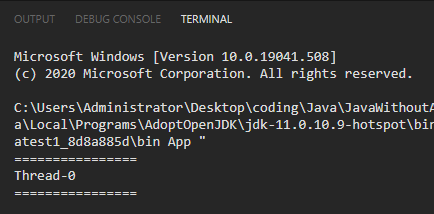 OUTPUT DEBUG CONSOLE TERMINAL
Microsoft Windows [Version 10.0.19041.508]
(c) 2020 Microsoft Corporation. All rights reserved.
C:\Users\Administrator\Desktop\coding\Java\JavaWithoutA
a\Local\Programs\AdoptOpenJDK\jdk-11.0.10.9-hotspot\bin
atest1_8d8a885d\bin App "
================
Thread-0
================